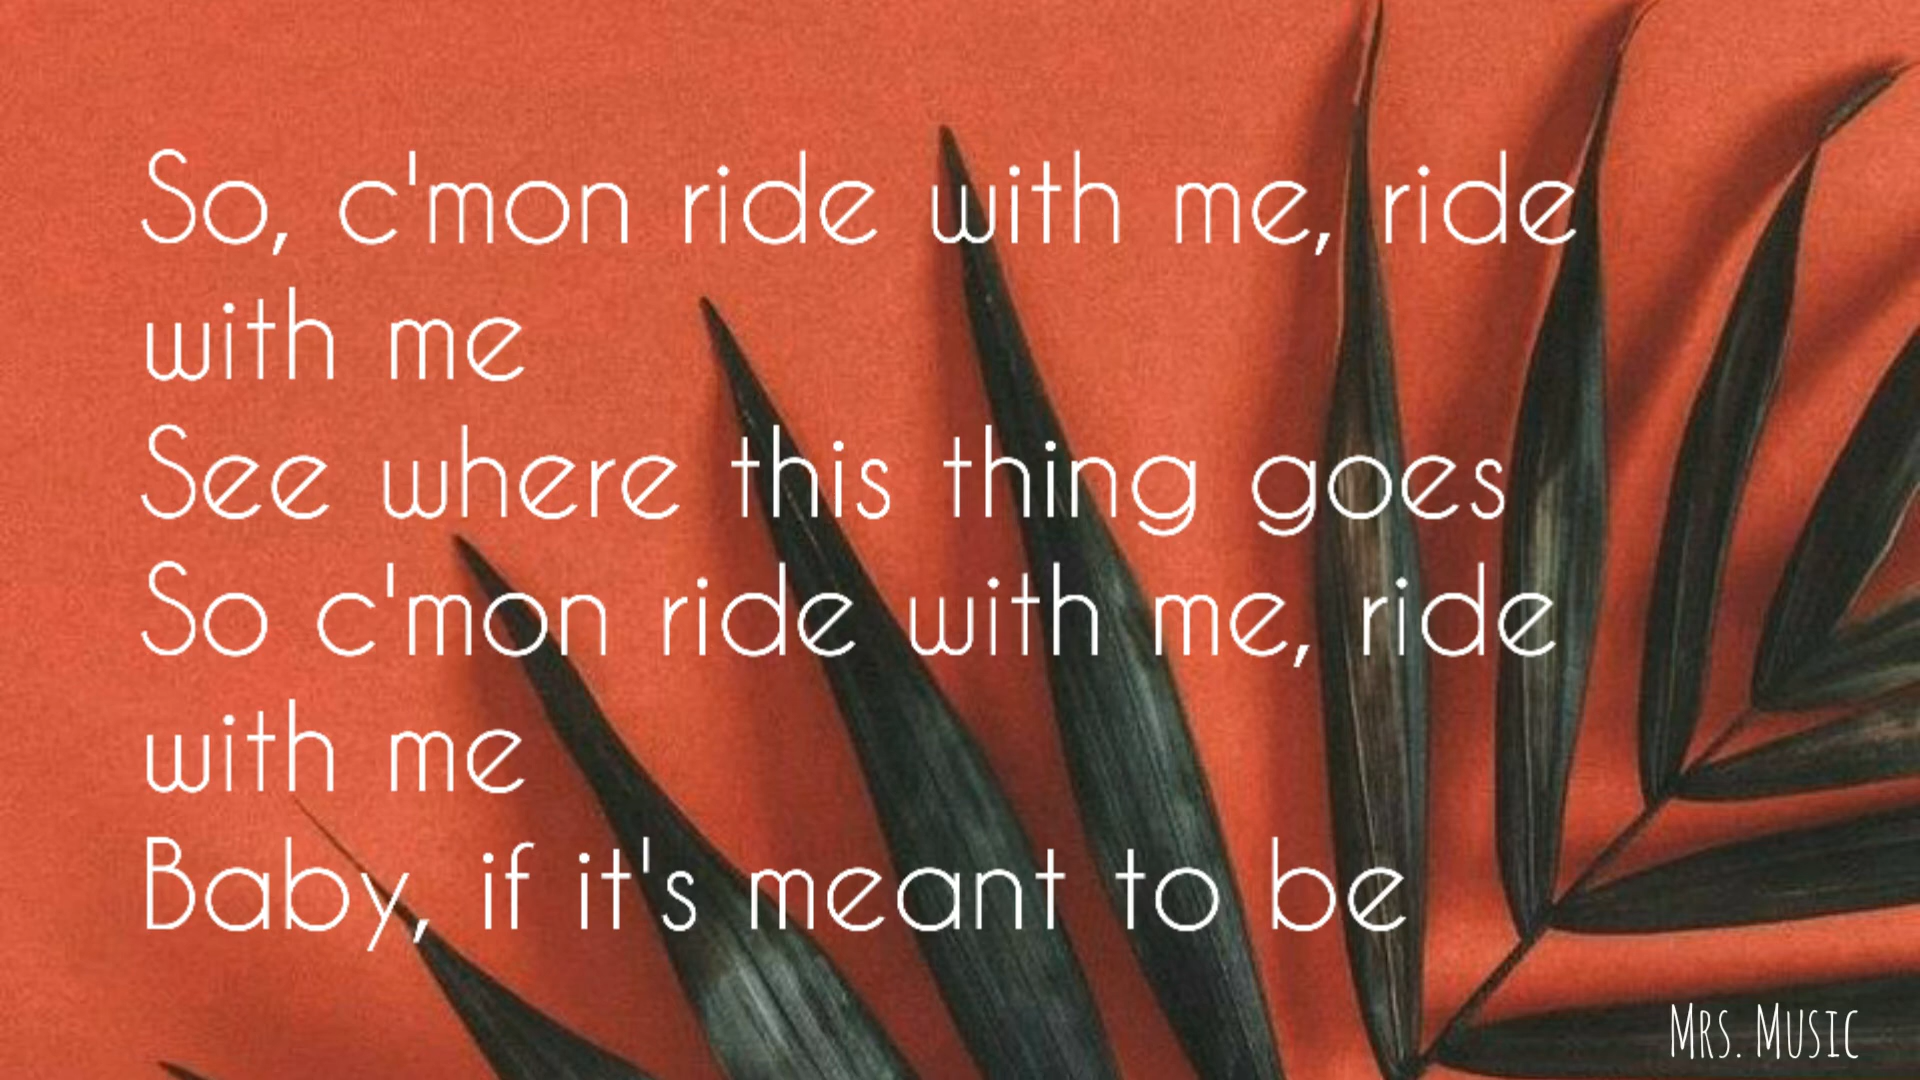 So, c'mon ride with me, ride
with me
See where this thing goes
So c'mon ride with me, ride
with me
Baby, if it's meant to be
Mrs. Music